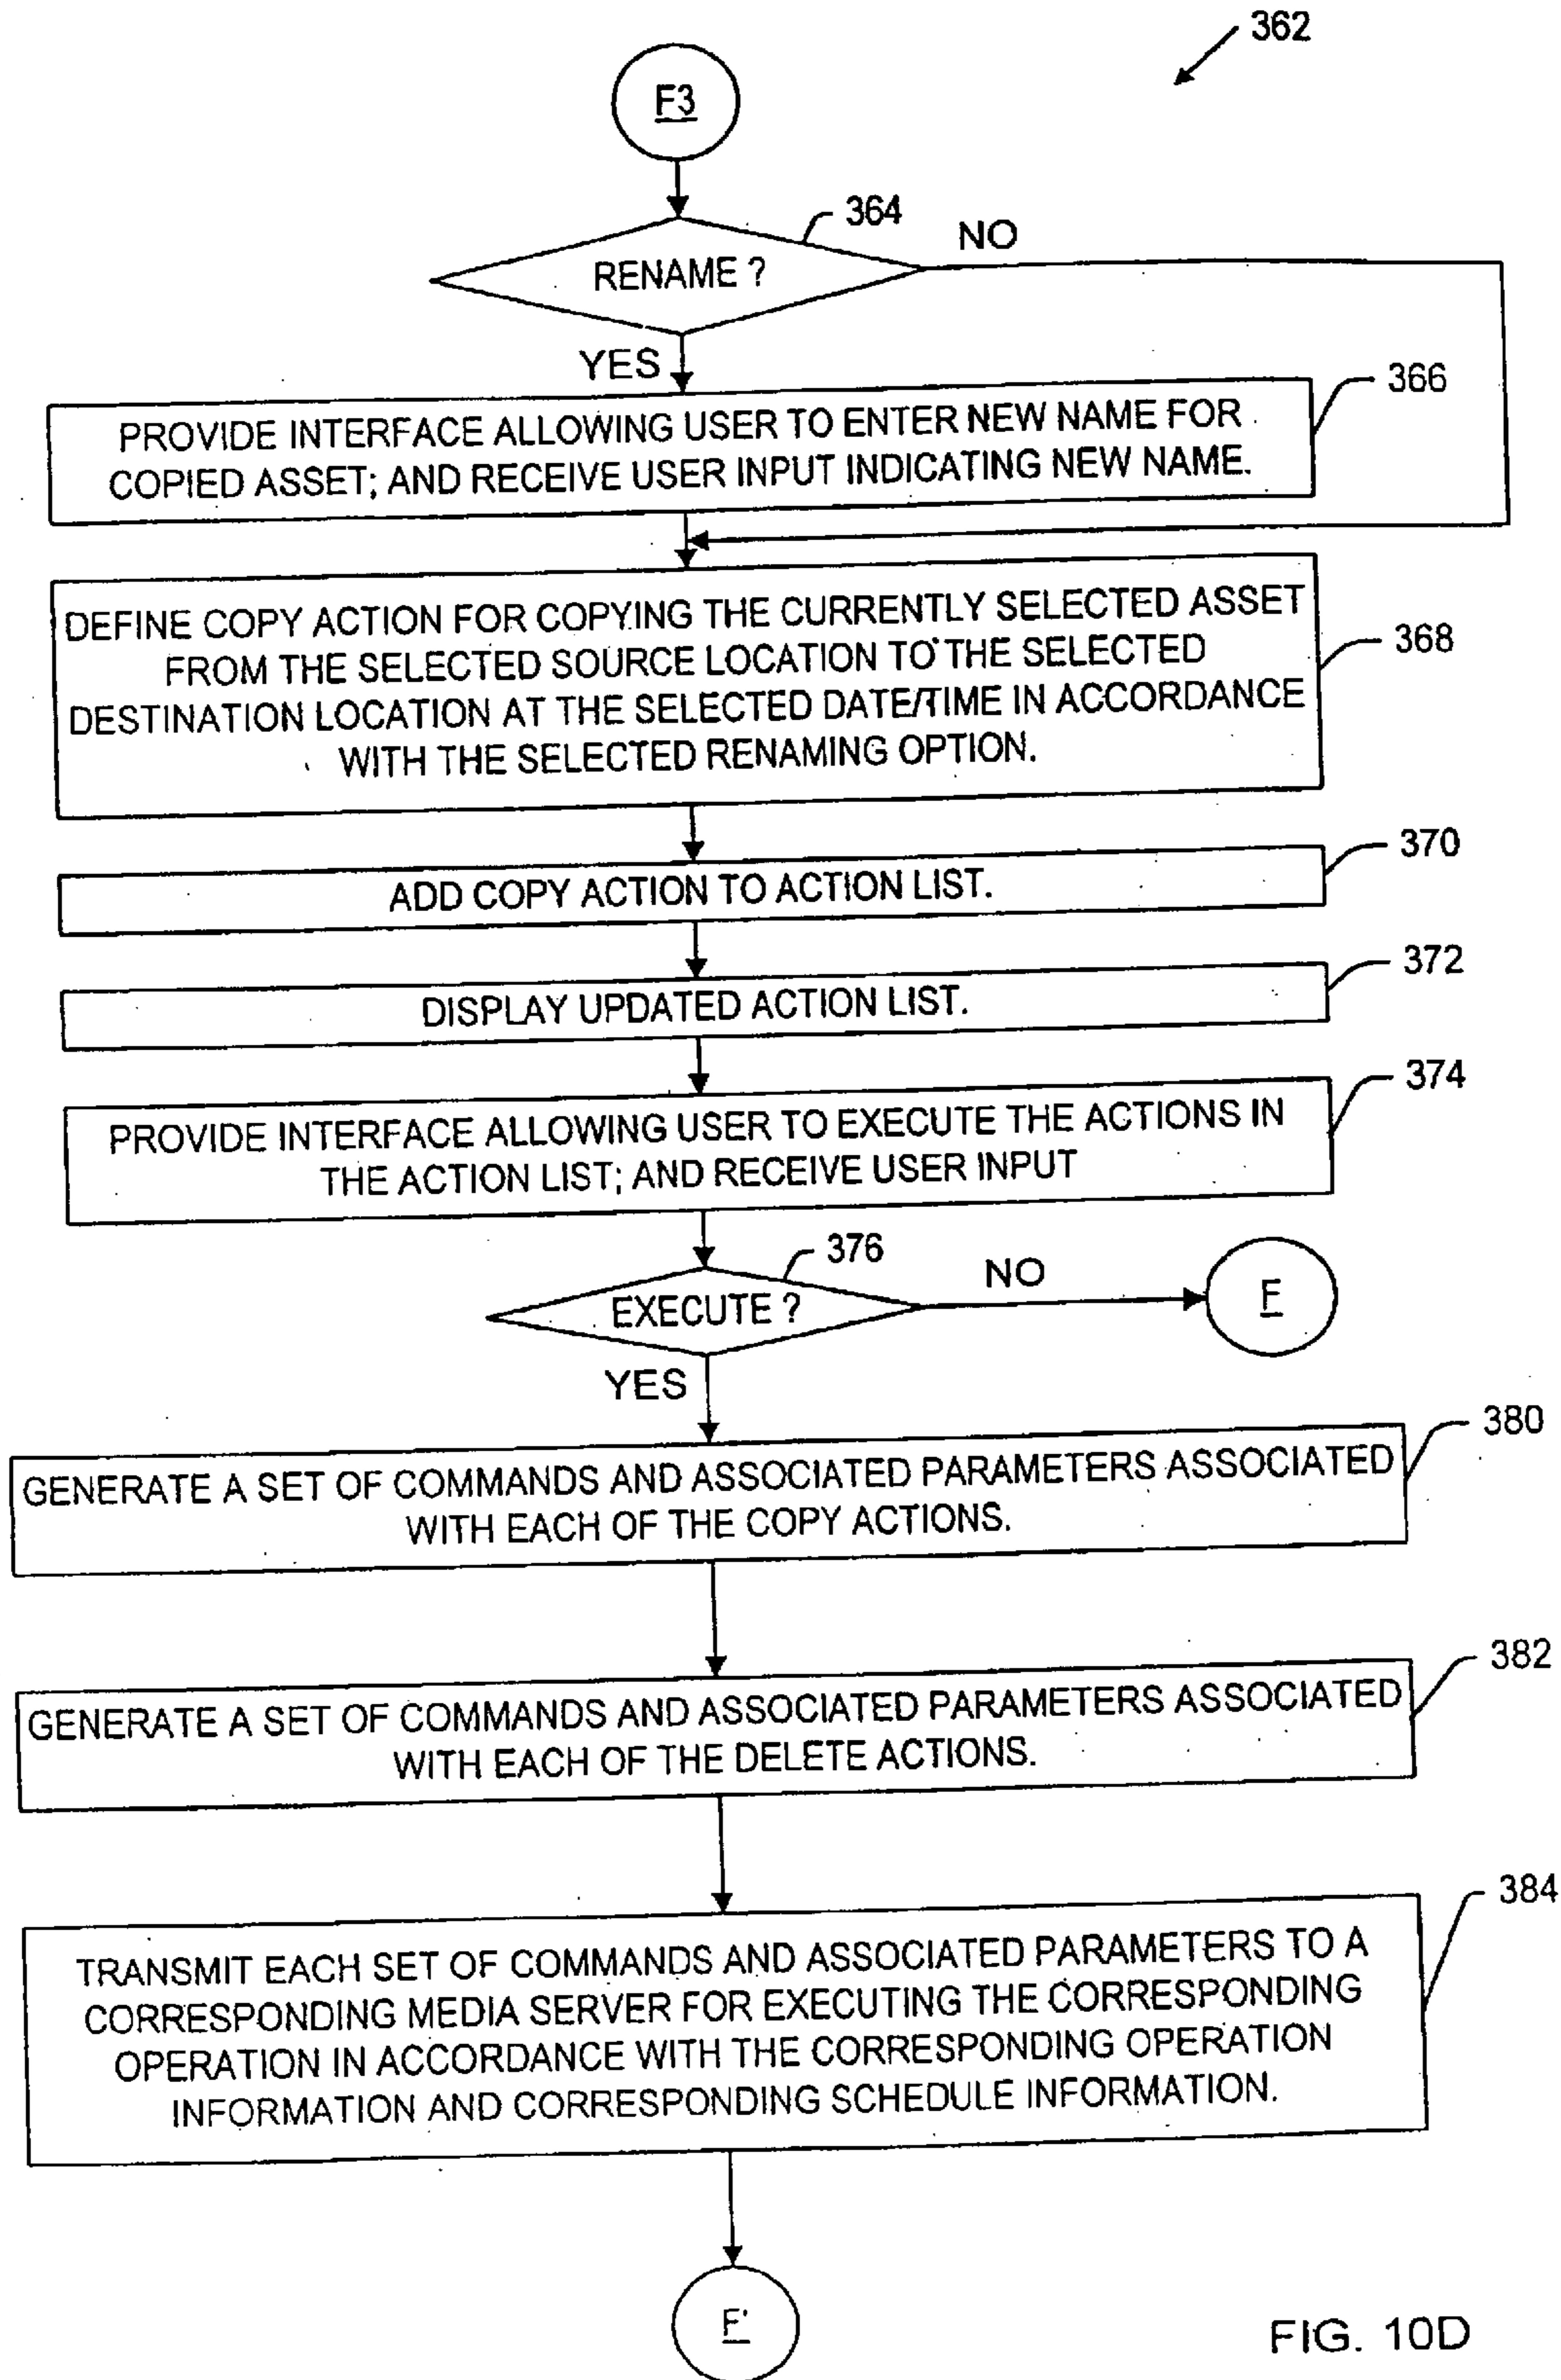 362
F3
364
NO
RENAME ?
YES
366
PROVIDE INTERFACE ALLOWING USER TO ENTER NEW NAME FOR
COPIED ASSET; AND RECEIVE USER INPUT INDICATING NEW NAME.
DEFINE COPY ACTION FOR COPYING THE CURRENTLY SELECTED ASSET
368
FROM THE SELECTED SOURCE LOCATION TO THE SELECTED
DESTINATION LOCATION AT THE SELECTED DATE/TIME IN ACCORDANCE
WITH THE SELECTED RENAMING OPTION.
370
ADD COPY ACTION TO ACTION LIST.
372
DISPLAY UPDATED ACTION LIST.
374
PROVIDE INTERFACE ALLOWING USER TO EXECUTE THE ACTIONS IN
THE ACTION LIST; AND RECEIVE USER INPUT
376
NO
EXECUTE ?
F
YES
380
GENERATE A SET OF COMMANDS AND ASSOCIATED PARAMETERS ASSOCIATED
WITH EACH OF THE COPY ACTIONS.
382
GENERATE A SET OF COMMANDS AND ASSOCIATED PARAMETERS ASSOCIATED
WITH EACH OF THE DELETE ACTIONS.
384
TRANSMIT EACH SET OF COMMANDS AND ASSOCIATED PARAMETERS TO A
CORRESPONDING MEDIA SERVER FOR EXECUTING THE CORRESPONDING
OPERATION IN ACCORDANCE WITH THE CORRESPONDING OPERATION
INFORMATION AND CORRESPONDING SCHEDULE INFORMATION.
F'
FIG. 10D